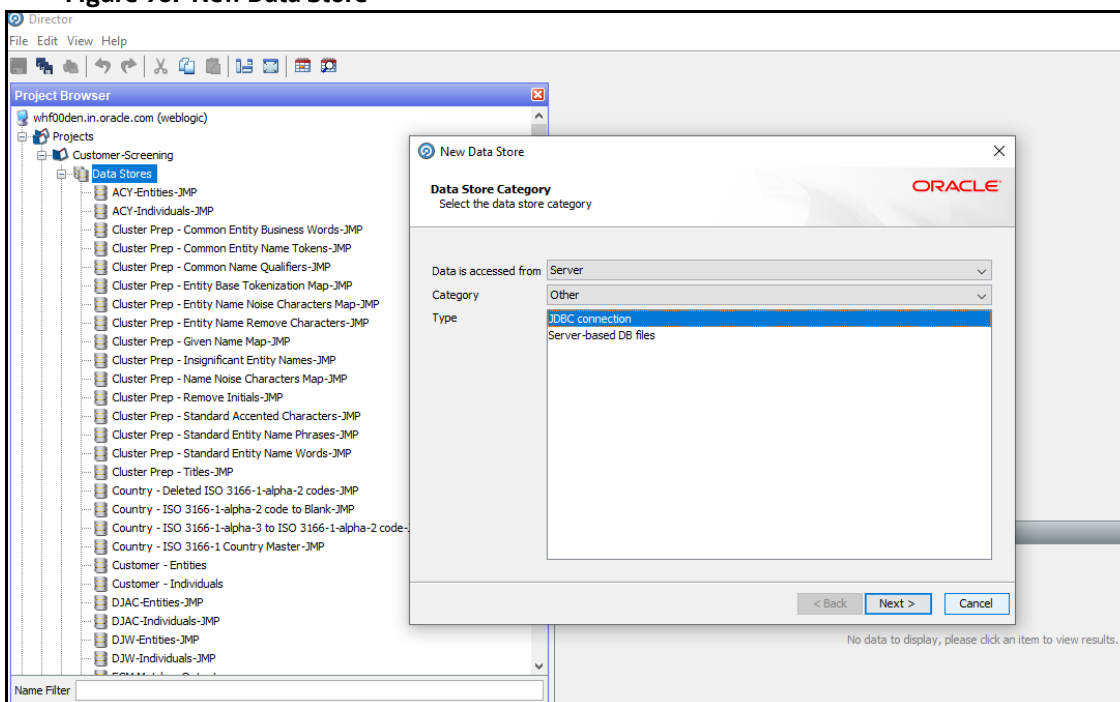 Figure 98: New Data Store
Director
File Edit View Help
Project Browser
whf00den.in.oracle.com (weblogic)
Projects
Customer-Screening
Data Stores
ACY-Entities-JMP
ACY-Individuals-JMP
Cluster Prep - Common Entity Business Words-JMP
Cluster Prep - Common Entity Name Tokens-JMP
Cluster Prep - Common Name Qualifiers-JMP
Cluster Prep - Entity Base Tokenization Map-JMP
Cluster Prep - Entity Name Noise Characters Map-JMP
Cluster Prep - Entity Name Remove Characters-JMP
Cluster Prep - Given Name Map-JMP
Cluster Prep - Insignificant Entity Names-JMP
Cluster Prep - Name Noise Characters Map-JMP
Cluster Prep - Remove Initials-JMP
Cluster Prep - Standard Accented Characters-JMP
Cluster Prep - Standard Entity Name Phrases-JMP
Cluster Prep - Standard Entity Name Words-JMP
Cluster Prep - Titles-JMP
Country - Deleted ISO 3166-1-alpha-2 codes-JMP
Country - ISO 3166-1-alpha-2 code to Blank-JMP
Country - ISO 3166-1-alpha-3 to ISO 3166-1-alpha-2 code-
Country - ISO 3166-1 Country Master-JMP
Customer - Entities
Customer - Individuals
DJAC-Entities-JMP
DJAC-Individuals-JMP
DJW-Entities-JMP
DJW-Individuals-JMP
Name Filter
New Data Store
Data Store Category
Select the data store category
ORACLE
Data is accessed from Server
Category Other
Type JDBC connection
Server-based DB files
< Back Next > Cancel
No data to display, please click an item to view results.